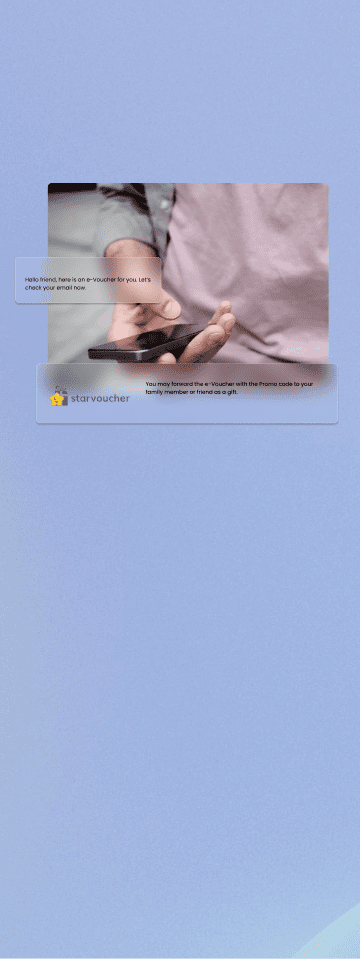 Hello friend, here is an e-Voucher for you. Let's
check your email now.
You may forward the e-Voucher with the Promo code to your
family member or friend as a gift.
starvoucher